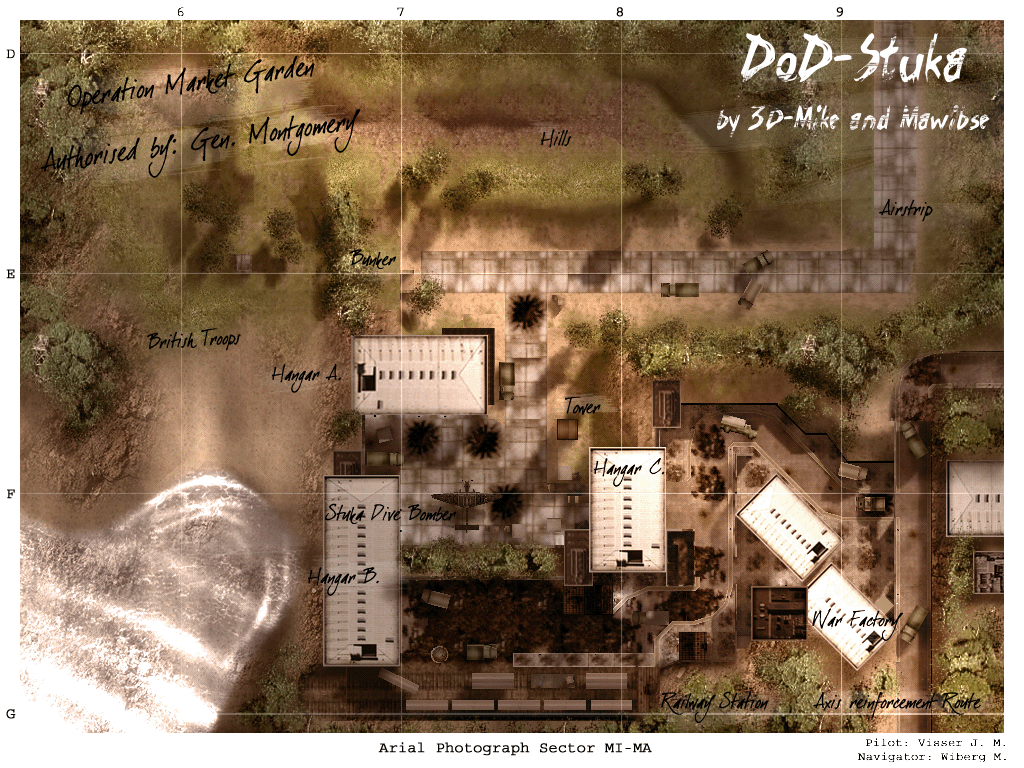 6 7 8 9
D
DoD-Stuka
Operation Market Garden
by 3D-Mike and Mawibse
Authorised by: Gen. Montgomery
Hills
Airstrip
Bunker
E
British Troops
Hangar A.
Tower
Hangar C.
F
Stuka Dive Bomber
Hangar B.
War Factory
Railway Station
Axis reinforcement Route
G
Arial Photograph Sector MI-MA
Pilot: Visser J. M.
Navigator: Wiberg M.